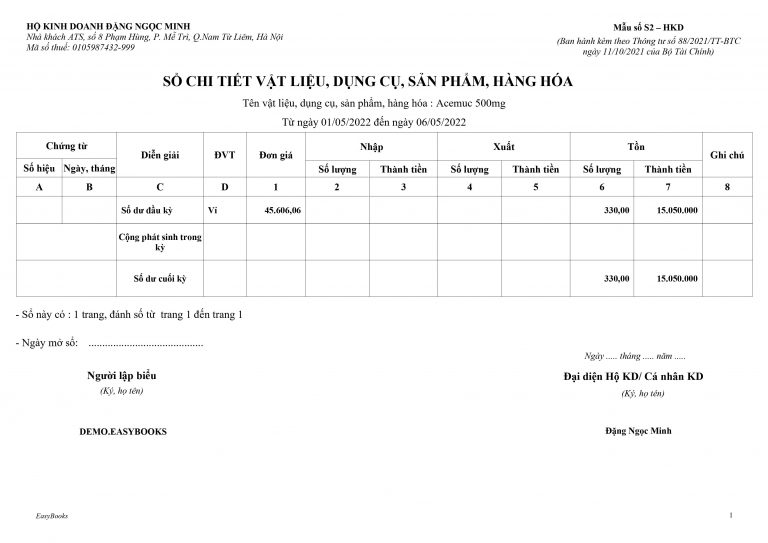 HỘ KINH DOANH ĐẶNG NGỌC MINH
Nhà khách ATS, số 8 Phạm Hùng, P. Mễ Trì, Q.Nam Từ Liêm, Hà Nội
Mã số thuế: 0105987432-999
Mẫu số S2 – HKD
(Ban hành kèm theo Thông tư số 88/2021/TT-BTC
ngày 11/10/2021 của Bộ Tài Chính)
SỔ CHI TIẾT VẬT LIỆU, DỤNG CỤ, SẢN PHẨM, HÀNG HÓA
Tên vật liệu, dụng cụ, sản phẩm, hàng hóa : Acemuc 500mg
Từ ngày 01/05/2022 đến ngày 06/05/2022
Chứng từ Diễn giải ĐVT Đơn giá Nhập Xuất Tồn Ghi chú
Số hiệu Ngày, tháng Số lượng Thành tiền Số lượng Thành tiền Số lượng Thành tiền
A B C D 1 2 3 4 5 6 7 8
Số dư đầu kỳ Vỉ 45.606,06 330,00 15.050.000
Cộng phát sinh trong
kỳ
Số dư cuối kỳ 330,00 15.050.000
- Sổ này có : 1 trang, đánh số từ trang 1 đến trang 1
- Ngày mở sổ: ..........................................
Ngày ..... tháng ..... năm .....
Người lập biểu
(Ký, họ tên)
Đại diện Hộ KD/ Cá nhân KD
(Ký, họ tên)
DEMO.EASYBOOKS
Đặng Ngọc Minh
EasyBooks 1